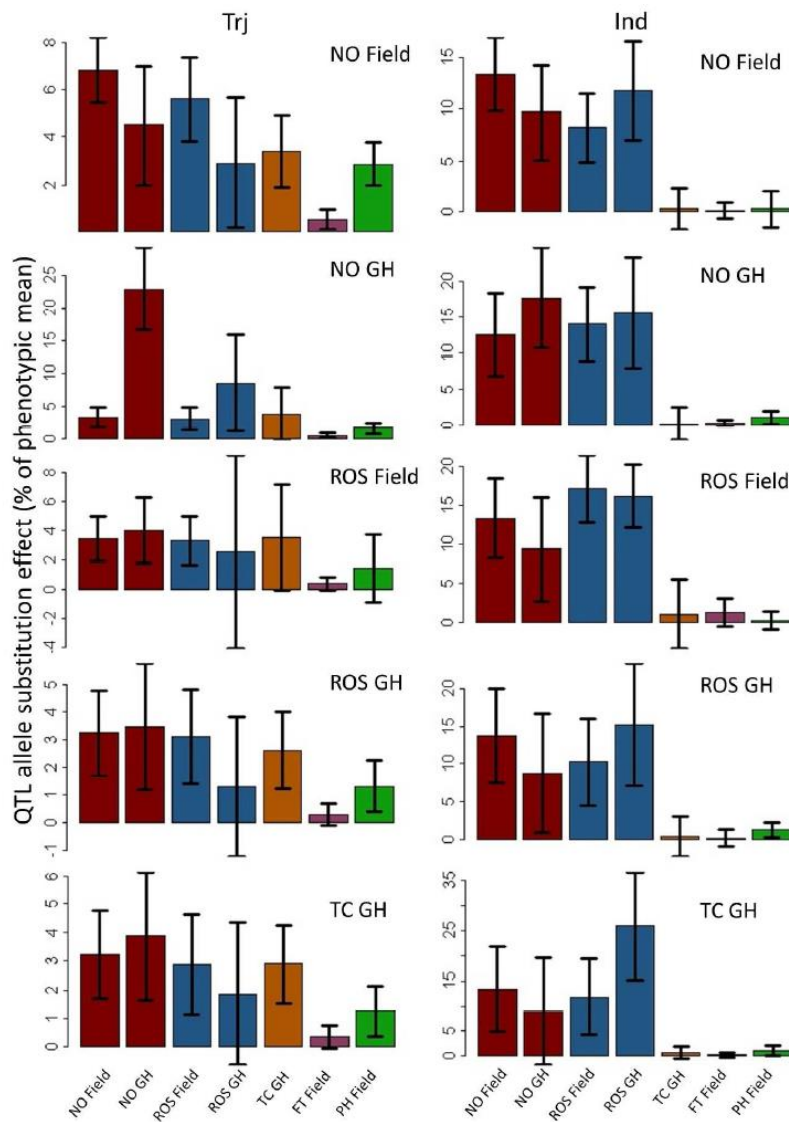 Trj
Ind
QTL allele substitution effect (% of phenotypic mean)
NO Field
8
6
4
2
NO Field
15
10
5
0
NO GH
25
20
15
10
5
0
NO GH
25
20
15
10
5
0
ROS Field
8
6
4
2
0
-2
-4
ROS Field
20
15
10
5
0
ROS GH
5
4
3
2
1
0
-1
ROS GH
20
15
10
5
0
TC GH
6
5
4
3
2
1
0
TC GH
35
25
15
5
0
NO Field
NO GH
ROS Field
ROS GH
TC GH
FT Field
PH Field
NO Field
NO GH
ROS Field
ROS GH
TC GH
FT Field
PH Field